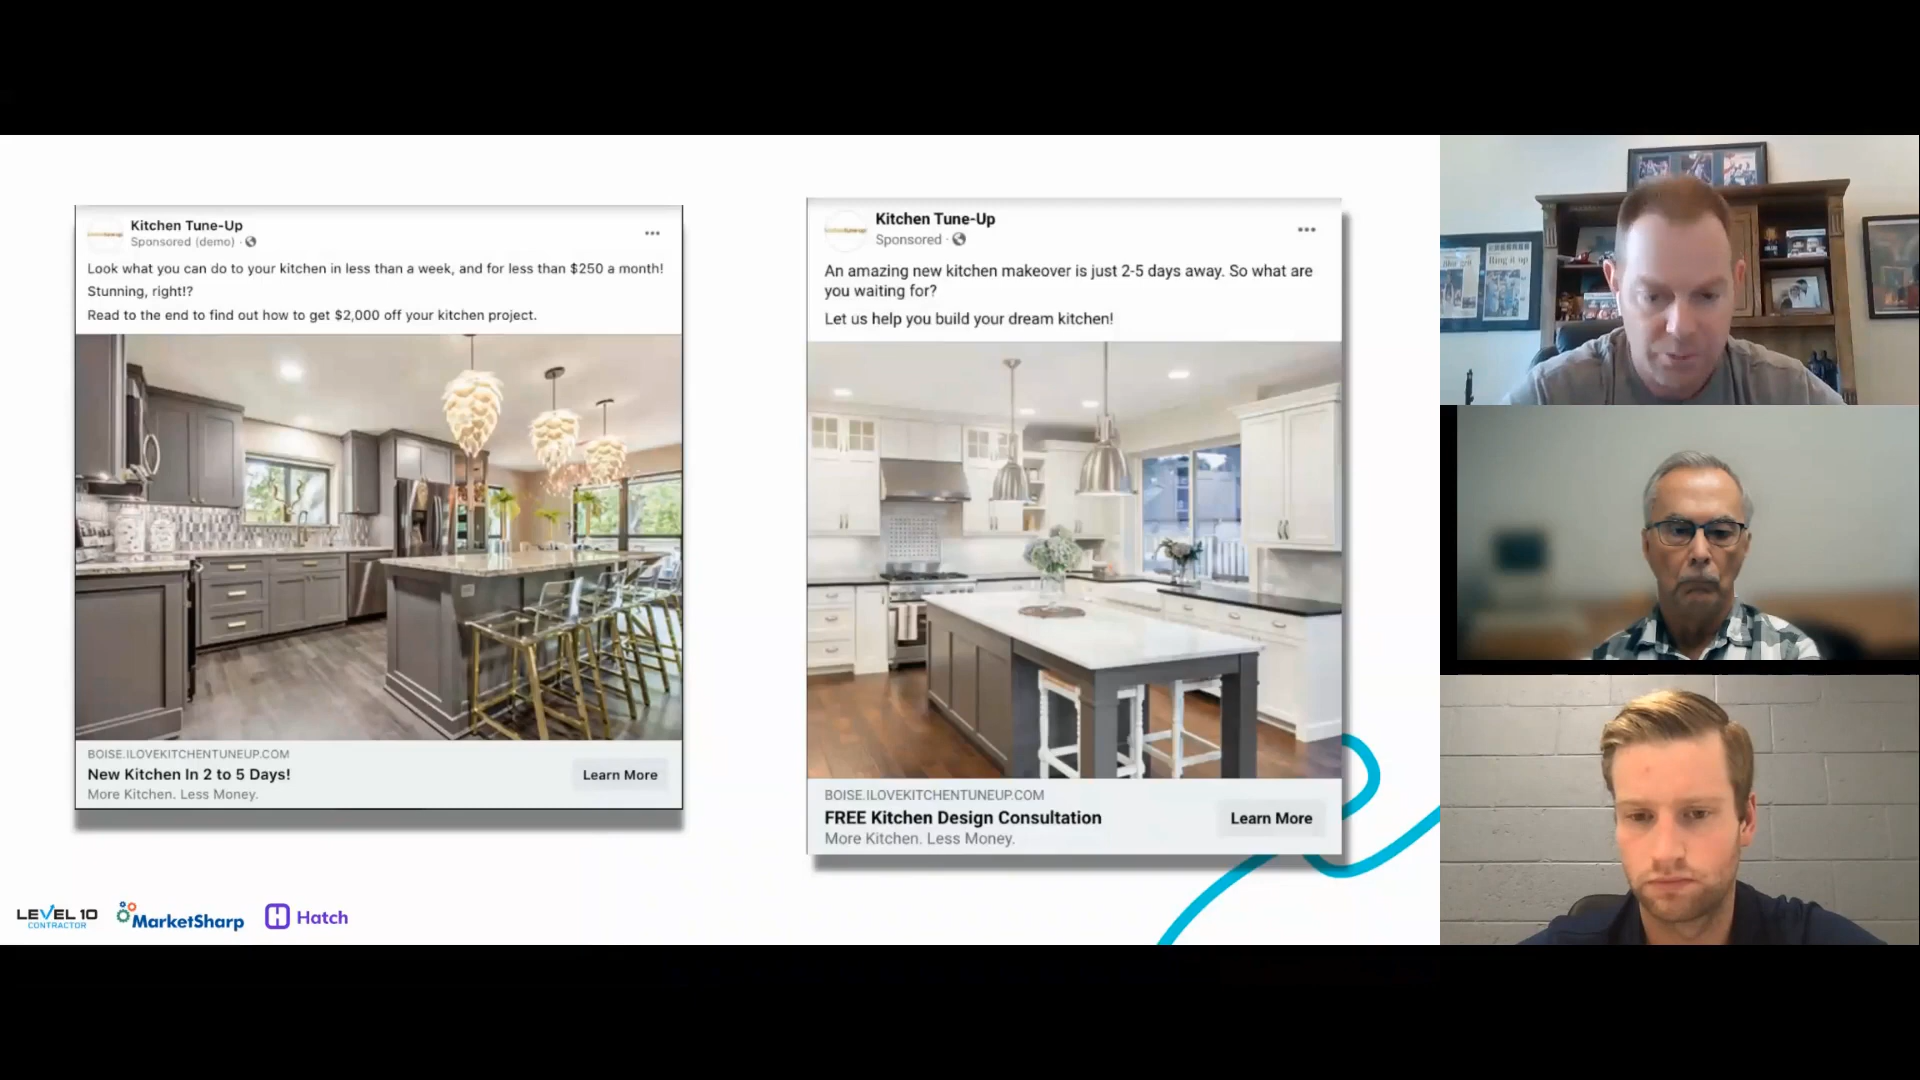 Kitchen Tune-Up
Sponsored (demo) ·
Look what you can do to your kitchen in less than a week, and for less than $250 a month!
Stunning, right!?
Read to the end to find out how to get $2,000 off your kitchen project.
BOISE.ILOVEKITCHENTUNEUP.COM
New Kitchen In 2 to 5 Days!
More Kitchen. Less Money.
Learn More
Kitchen Tune-Up
Sponsored ·
An amazing new kitchen makeover is just 2-5 days away. So what are
you waiting for?
Let us help you build your dream kitchen!
BOISE.ILOVEKITCHENTUNEUP.COM
FREE Kitchen Design Consultation
More Kitchen. Less Money.
Learn More
LEVEL 10
CONTRACTOR
MarketSharp
Hatch